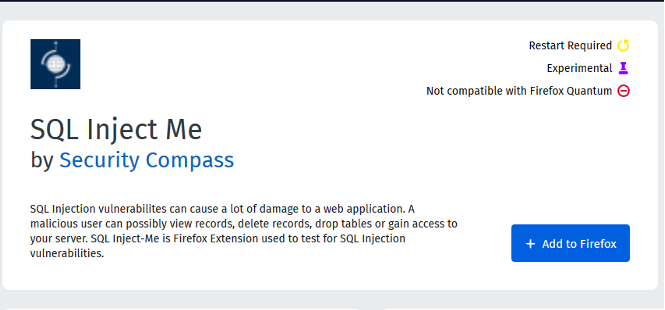 Restart Required
Experimental
Not compatible with Firefox Quantum
SQL Inject Me
by Security Compass
SQL Injection vulnerabilites can cause a lot of damage to a web application. A
malicious user can possibly view records, delete records, drop tables or gain access to
your server. SQL Inject-Me is Firefox Extension used to test for SQL Injection
vulnerabilities.
+ Add to Firefox